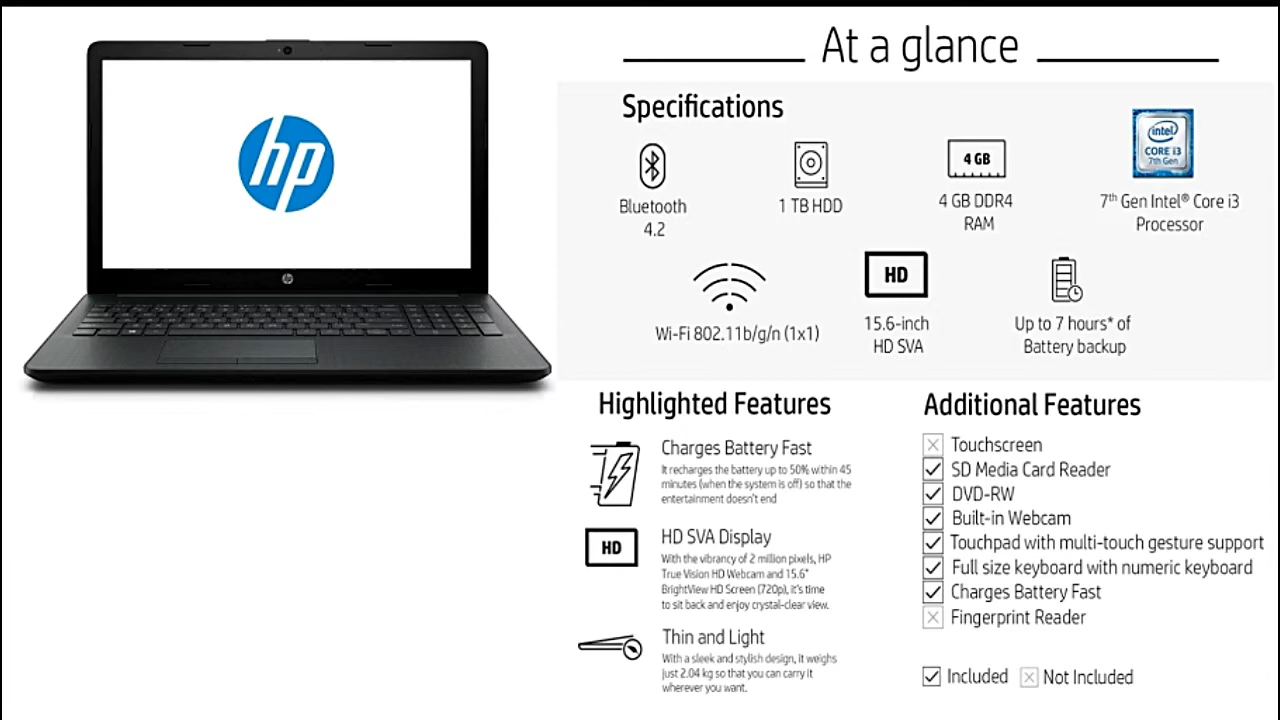 hp
hp
At a glance
Specifications
4 GB
intel
CORE i3
7th Gen
Bluetooth
4.2
1 TB HDD
4 GB DDR4
RAM
7th Gen Intel® Core i3
Processor
HD
Wi-Fi 802.11b/g/n (1x1)
15.6-inch
HD SVA
Up to 7 hours* of
Battery backup
Highlighted Features
Charges Battery Fast
It recharges the battery up to 50% within 45
minutes (when the system is off) so that the
entertainment doesn't end
HD
HD SVA Display
With the vibrancy of 2 million pixels, HP
True Vision HD Webcam and 15.6"
BrightView HD Screen (720p), it's time
to sit back and enjoy crystal-clear view.
Thin and Light
With a sleek and stylish design, it weighs
just 2.04 kg so that you can carry it
wherever you want.
Additional Features
Touchscreen
SD Media Card Reader
DVD-RW
Built-in Webcam
Touchpad with multi-touch gesture support
Full size keyboard with numeric keyboard
Charges Battery Fast
Fingerprint Reader
Included Not Included